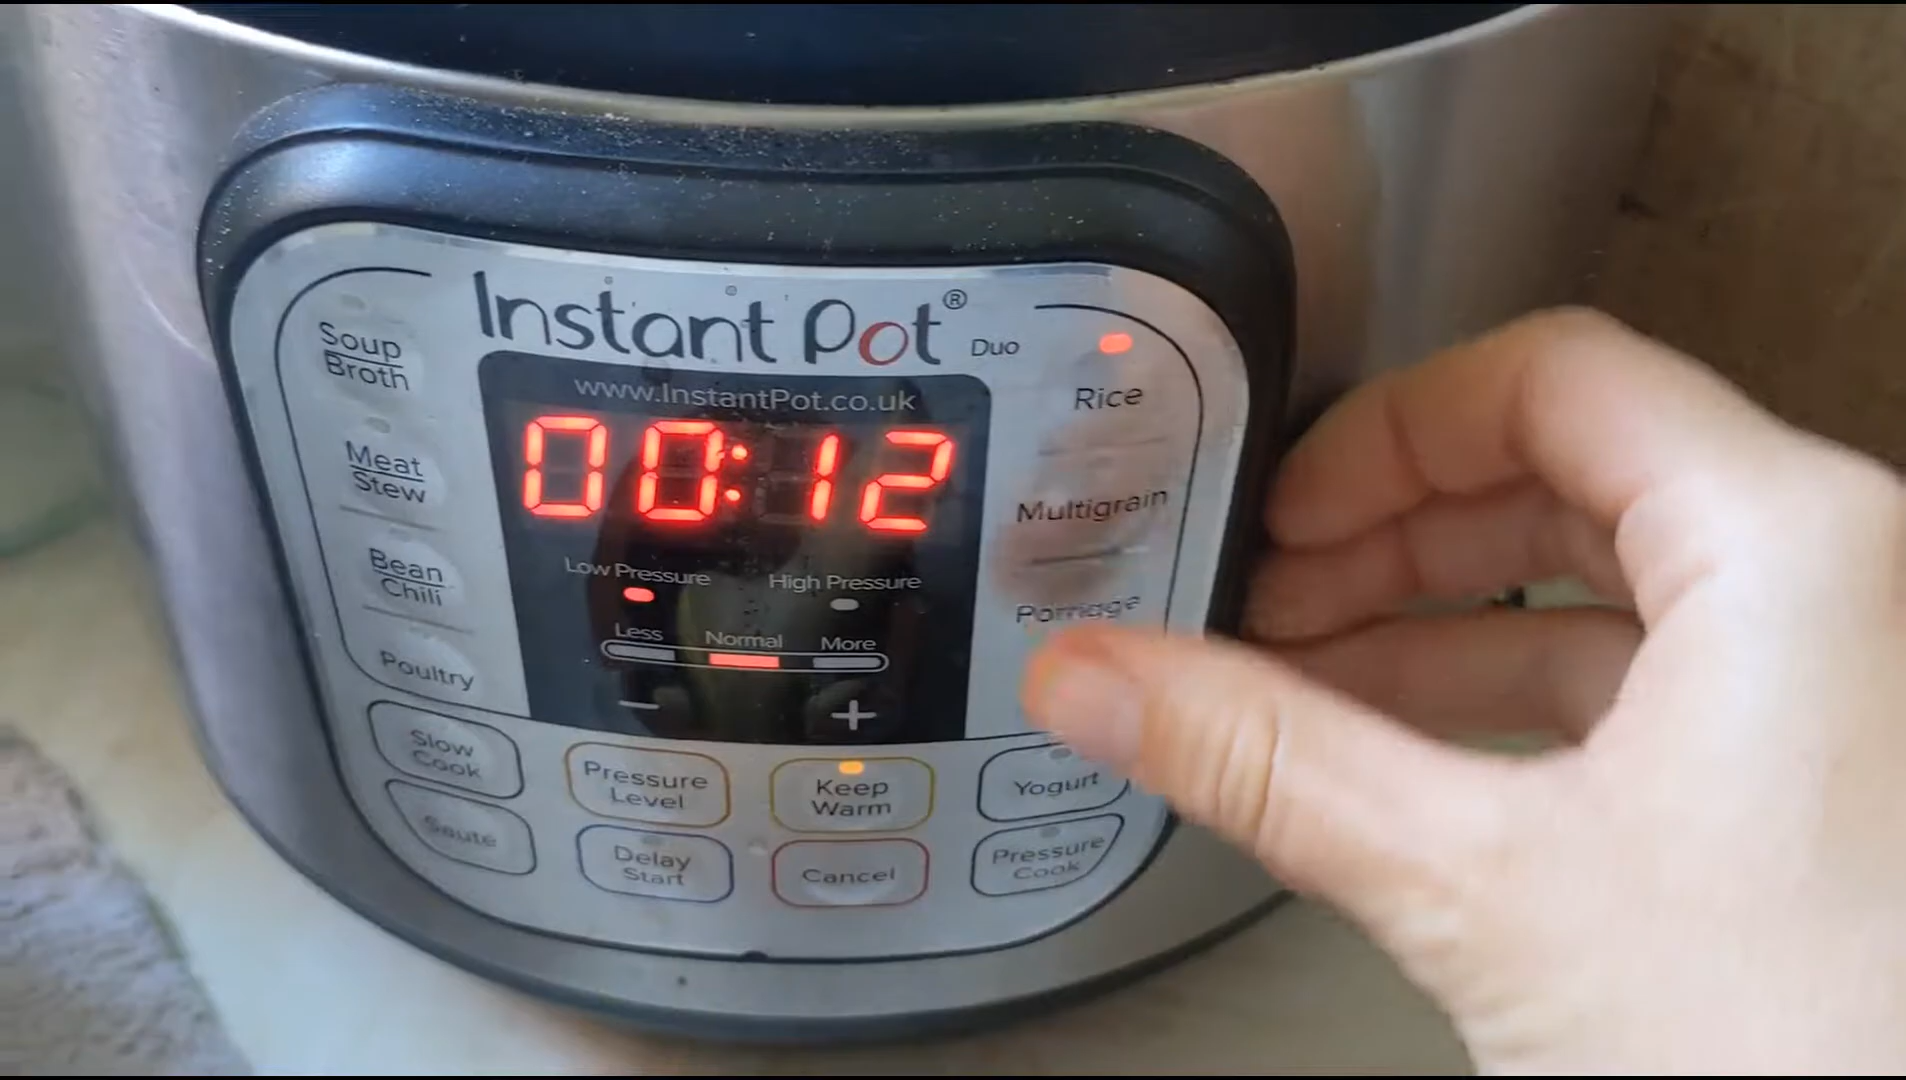 Instant Pot®
Duo
www.InstantPot.co.uk
00:12
Low Pressure
High Pressure
Less
Normal
More
−
+
Soup
Broth
Meat
Stew
Bean
Chili
Poultry
Rice
Multigrain
Porridge
Slow
Cook
Saute
Pressure
Level
Delay
Start
Keep
Warm
Cancel
Yogurt
Pressure
Cook